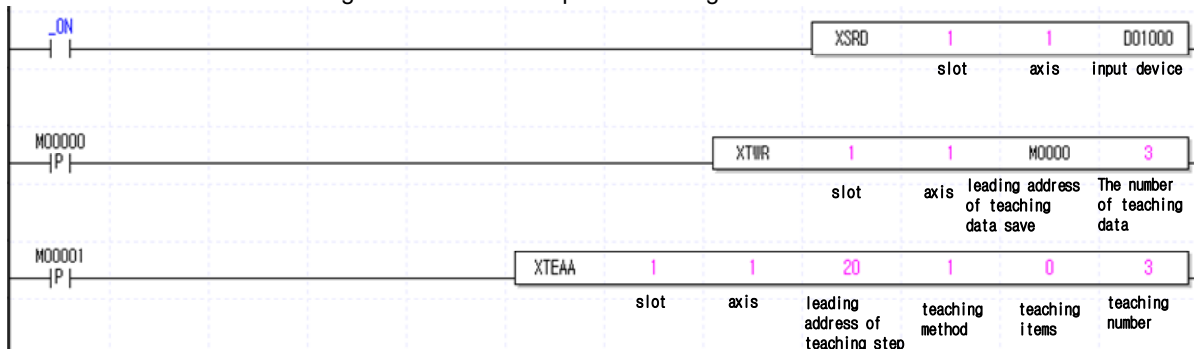 _ON
XSRD 1 1 D01000
slot axis input device
M00000
P
XTWR 1 1 M0000 3
slot axis leading address of teaching data save The number of teaching data
M00001
P
XTEAA 1 1 20 1 0 3
slot axis leading address of teaching step teaching method teaching items teaching number